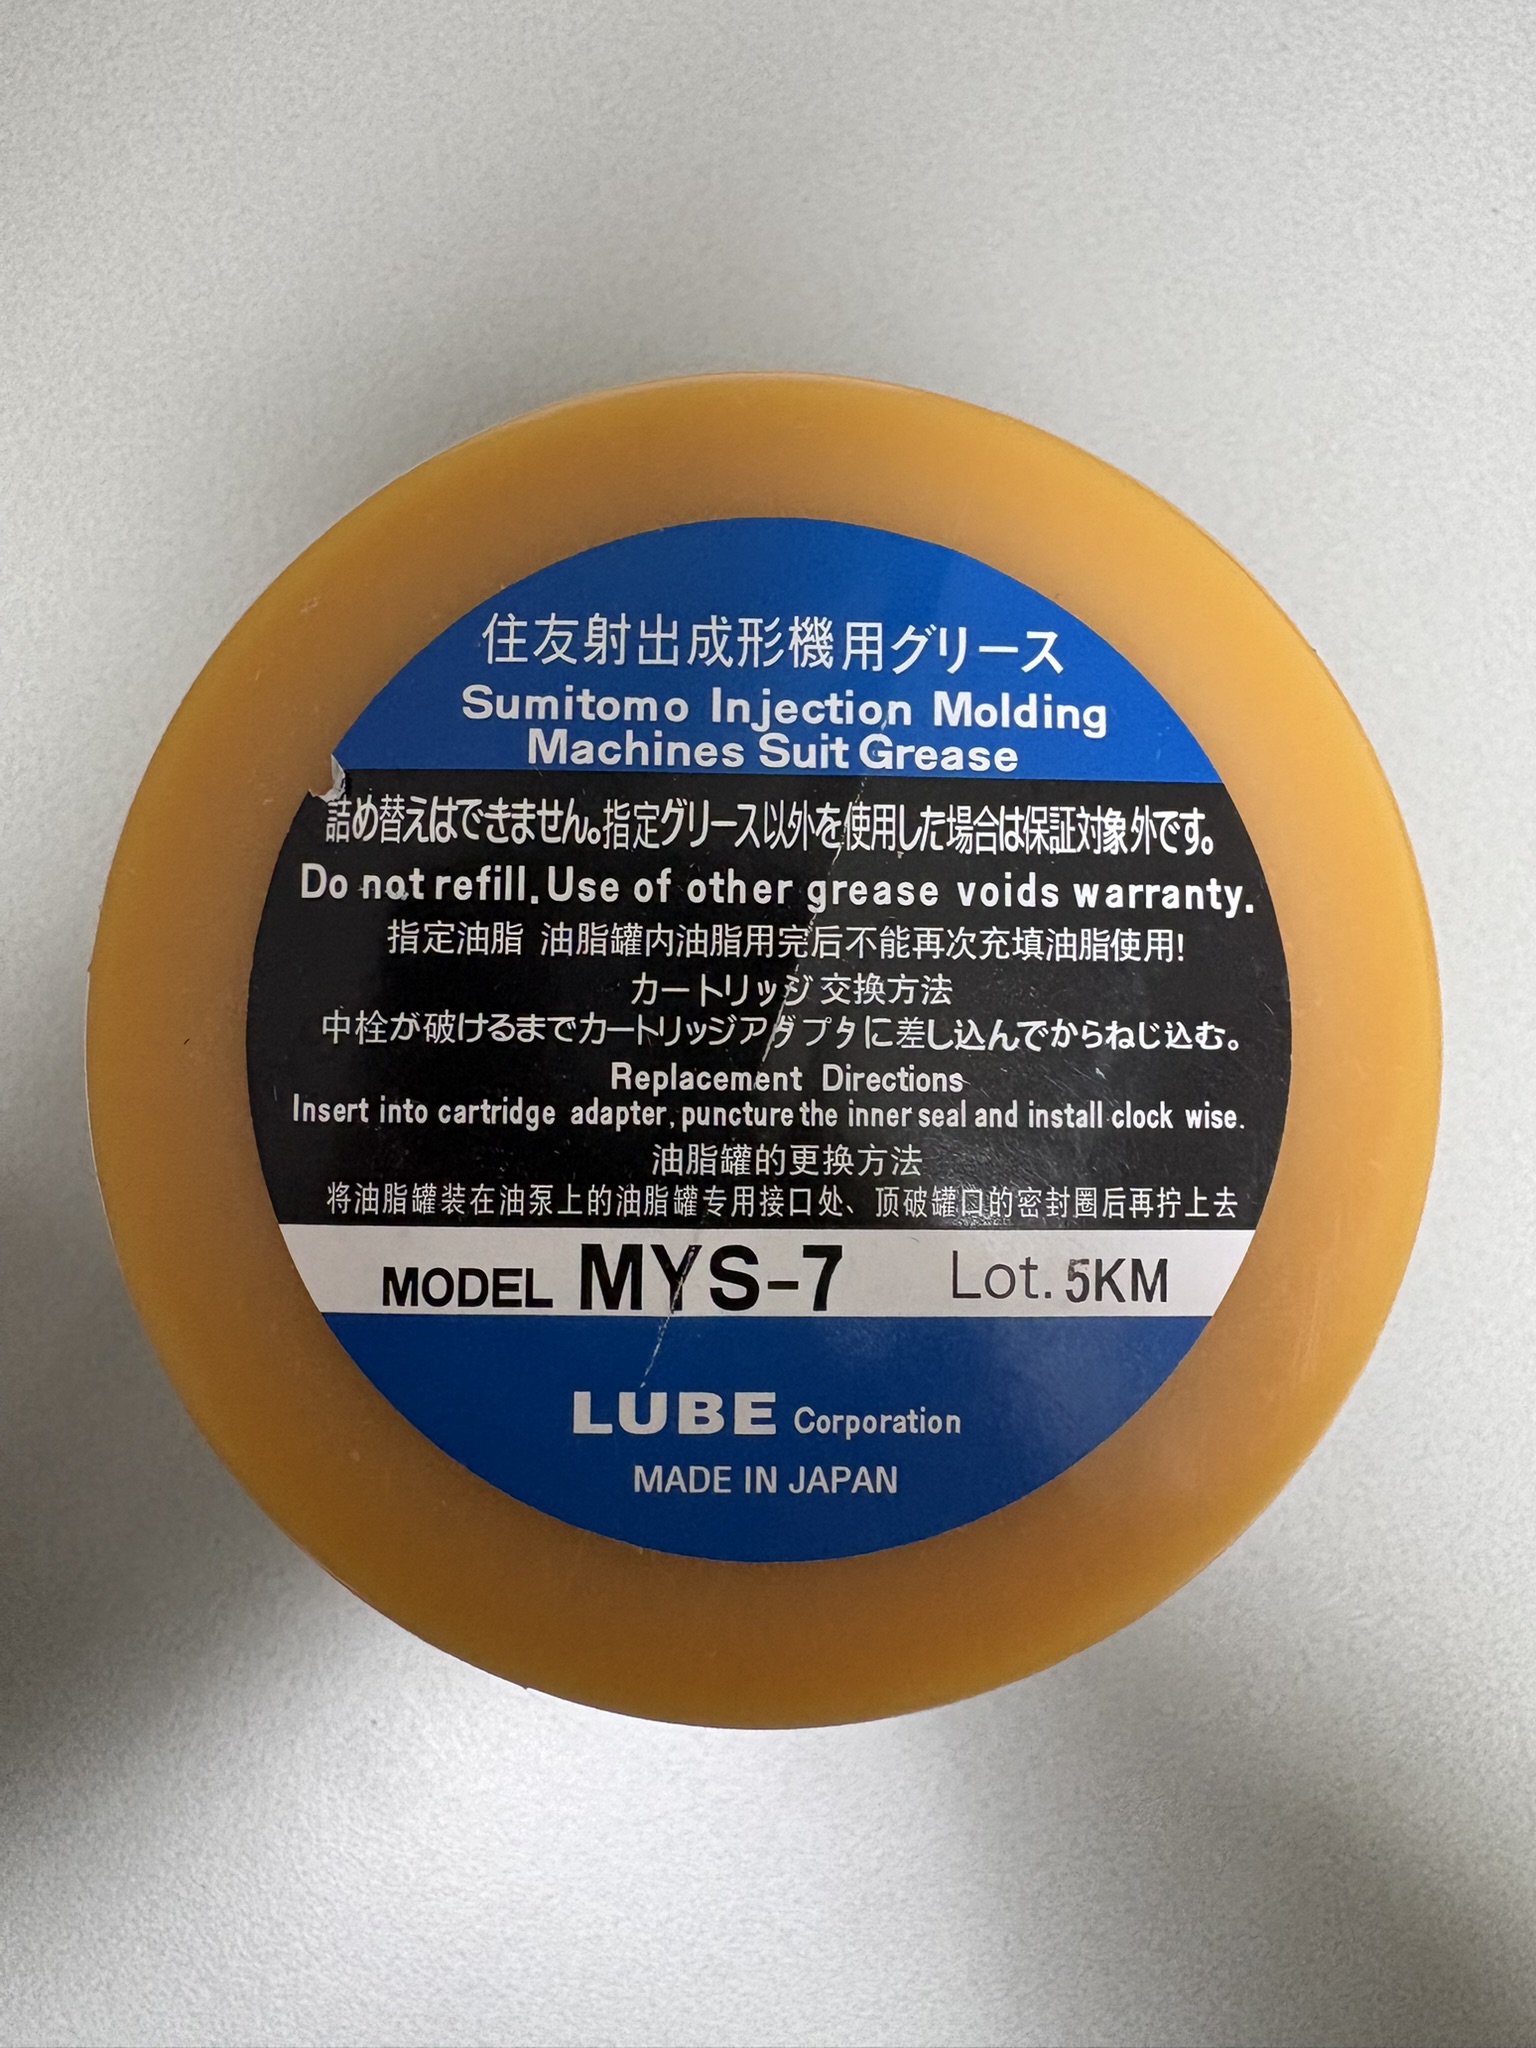 住友射出成形機用グリース
Sumitomo Injection Molding
Machines Suit Grease
詰め替えはできません。指定グリース以外を使用した場合は保証対象外です。
Do not refill. Use of other grease voids warranty.
指定油脂 油脂罐内油脂用完后不能再次充填油脂使用!
カートリッジ交換方法
中栓が破けるまでカートリッジアダプタに差し込んでからねじ込む。
Replacement Directions
Insert into cartridge adapter, puncture the inner seal and install clock wise.
油脂罐的更换方法
将油脂罐装在油泵上的油脂罐专用接口处、顶破罐口的密封圈后再拧上去
MODEL MYS-7 Lot. 5KM
LUBE Corporation
MADE IN JAPAN